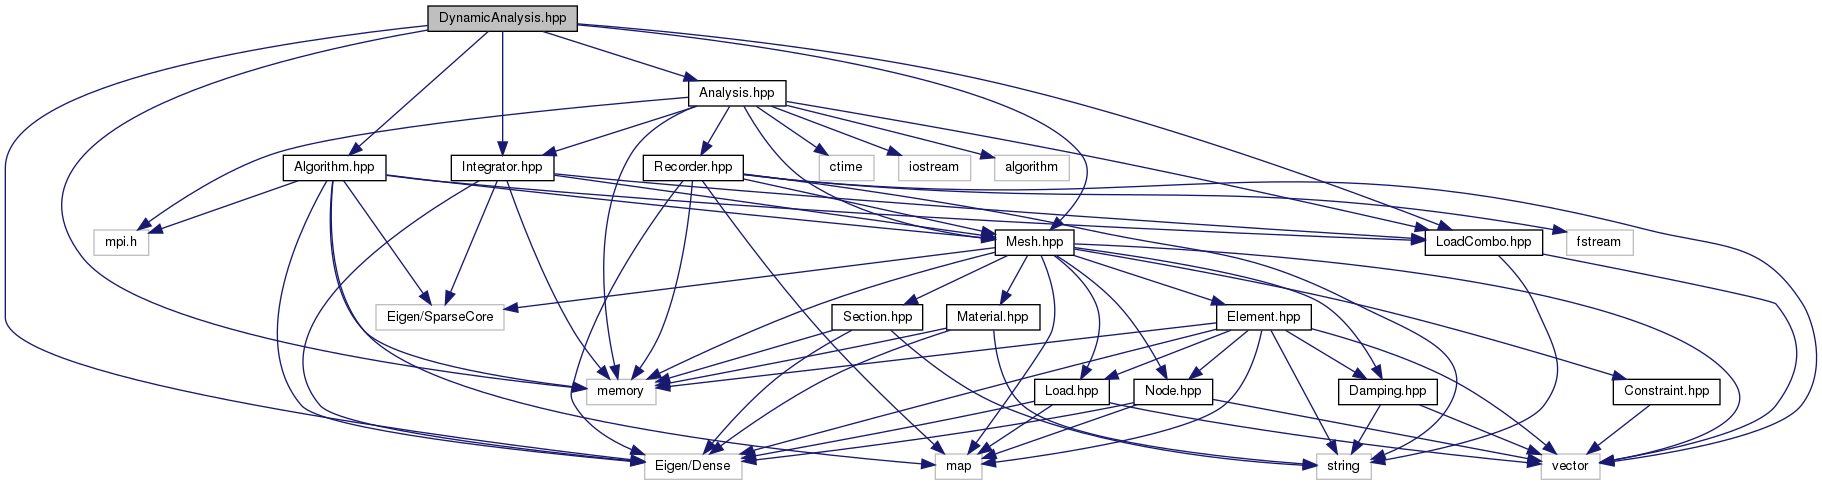 DynamicAnalysis.hpp
Analysis.hpp
Algorithm.hpp
Integrator.hpp
Recorder.hpp
ctime
iostream
algorithm
mpi.h
Mesh.hpp
LoadCombo.hpp
fstream
Eigen/SparseCore
Section.hpp
Material.hpp
Element.hpp
memory
Load.hpp
Node.hpp
Damping.hpp
Constraint.hpp
Eigen/Dense
map
string
vector